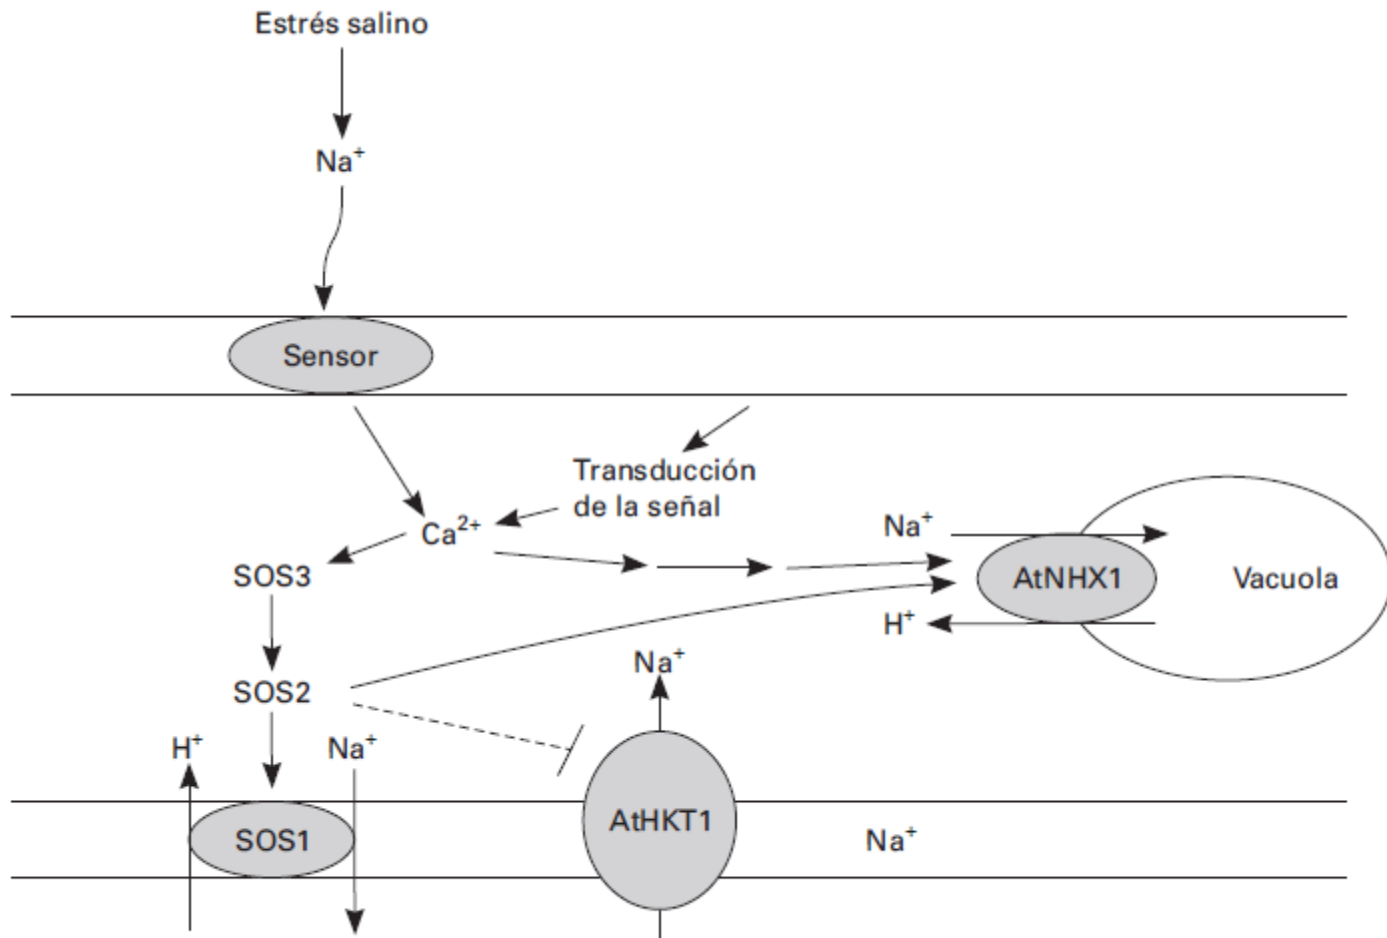 Estrés salino
Na⁺
Sensor
Transducción
de la señal
Ca²⁺
Na⁺
SOS3
AtNHX1
Vacuola
H⁺
Na⁺
SOS2
H⁺
Na⁺
AtHKT1
SOS1
Na⁺